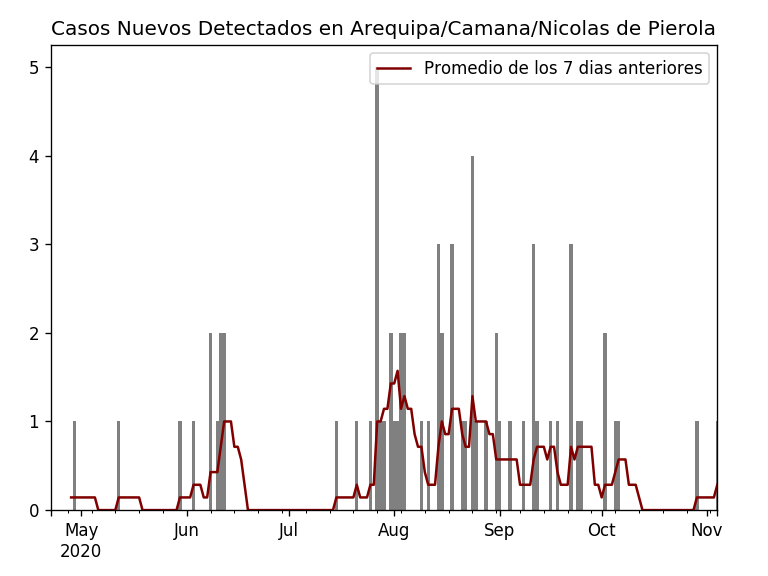 Casos Nuevos Detectados en Arequipa/Camana/Nicolas de Pierola
Promedio de los 7 dias anteriores
5
4
3
2
1
0
May Jun Jul Aug Sep Oct Nov
2020